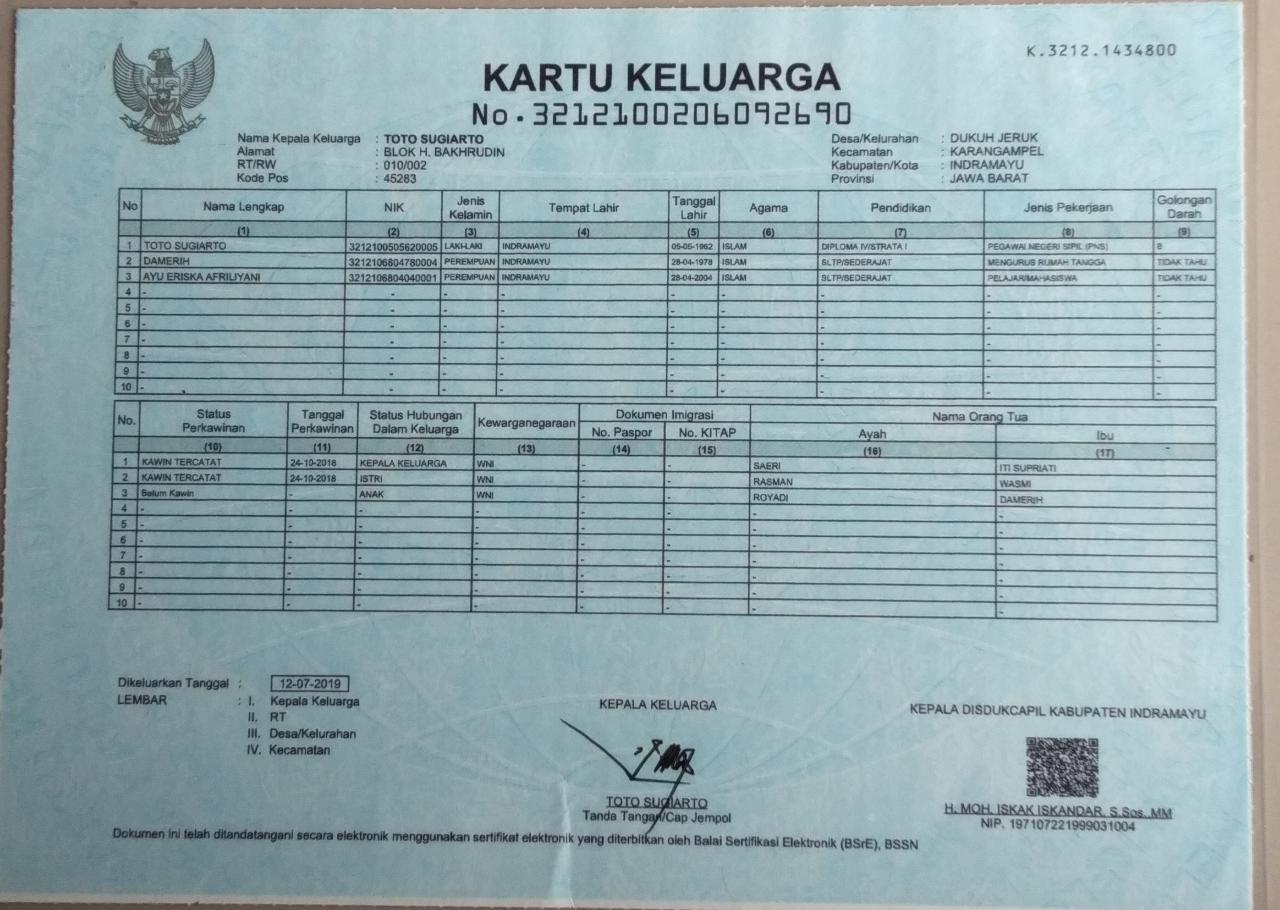 K.3212.1434800
KARTU KELUARGA
No.3212100206092690
Nama Kepala Keluarga : TOTO SUGIARTO
Alamat : BLOK H. BAKHRUDIN
RT/RW : 010/002
Kode Pos : 45283
Desa/Kelurahan : DUKUH JERUK
Kecamatan : KARANGAMPEL
Kabupaten/Kota : INDRAMAYU
Provinsi : JAWA BARAT
No Nama Lengkap NIK Jenis Kelamin Tempat Lahir Tanggal Lahir Agama Pendidikan Jenis Pekerjaan Golongan Darah
(1) (2) (3) (4) (5) (6) (7) (8) (9)
1 TOTO SUGIARTO 3212100505620005 LAKI-LAKI INDRAMAYU 05-05-1962 ISLAM DIPLOMA IV/STRATA I PEGAWAI NEGERI SIPIL (PNS) B
2 DAMERIH 3212106804780004 PEREMPUAN INDRAMAYU 28-04-1978 ISLAM SLTP/SEDERAJAT MENGURUS RUMAH TANGGA TIDAK TAHU
3 AYU ERISKA AFRILIYANI 3212106804040001 PEREMPUAN INDRAMAYU 28-04-2004 ISLAM SLTP/SEDERAJAT PELAJAR/MAHASISWA TIDAK TAHU
4 - - - - - - - - -
5 - - - - - - - - -
6 - - - - - - - - -
7 - - - - - - - - -
8 - - - - - - - - -
9 - - - - - - - - -
10 - - - - - - - - -
No. Status Perkawinan Tanggal Perkawinan Status Hubungan Dalam Keluarga Kewarganegaraan Dokumen Imigrasi Nama Orang Tua
No. Paspor No. KITAP Ayah Ibu
(10) (11) (12) (13) (14) (15) (16) (17)
1 KAWIN TERCATAT 24-10-2018 KEPALA KELUARGA WNI - - SAERI ITI SUPRIATI
2 KAWIN TERCATAT 24-10-2018 ISTRI WNI - - RASMAN WASMI
3 Belum Kawin - ANAK WNI - - ROYADI DAMERIH
4 - - - - - - - -
5 - - - - - - - -
6 - - - - - - - -
7 - - - - - - - -
8 - - - - - - - -
9 - - - - - - - -
10 - - - - - - - -
Dikeluarkan Tanggal : 12-07-2019
LEMBAR : I. Kepala Keluarga
II. RT
III. Desa/Kelurahan
IV. Kecamatan
KEPALA KELUARGA
TOTO SUGIARTO
Tanda Tangan/Cap Jempol
KEPALA DISDUKCAPIL KABUPATEN INDRAMAYU
H. MOH. ISKAK ISKANDAR, S.Sos.,MM
NIP. 197107221999031004
Dokumen ini telah ditandatangani secara elektronik menggunakan sertifikat elektronik yang diterbitkan oleh Balai Sertifikasi Elektronik (BSrE), BSSN